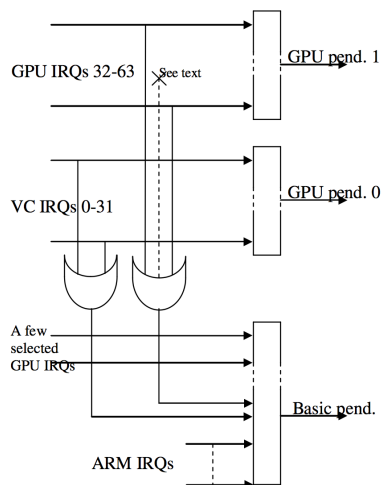 GPU pend. 1
GPU IRQs 32-63
See text
GPU pend. 0
VC IRQs 0-31
A few
selected
GPU IRQs
Basic pend.
ARM IRQs